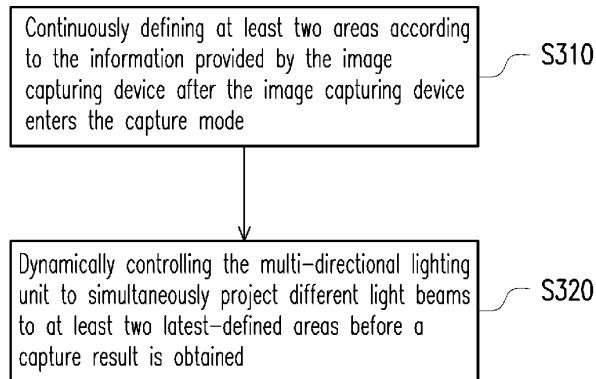 Continuously defining at least two areas according
to the information provided by the image
capturing device after the image capturing device
enters the capture mode
S310
Dynamically controlling the multi-directional lighting
unit to simultaneously project different light beams
to at least two latest-defined areas before a
capture result is obtained
S320